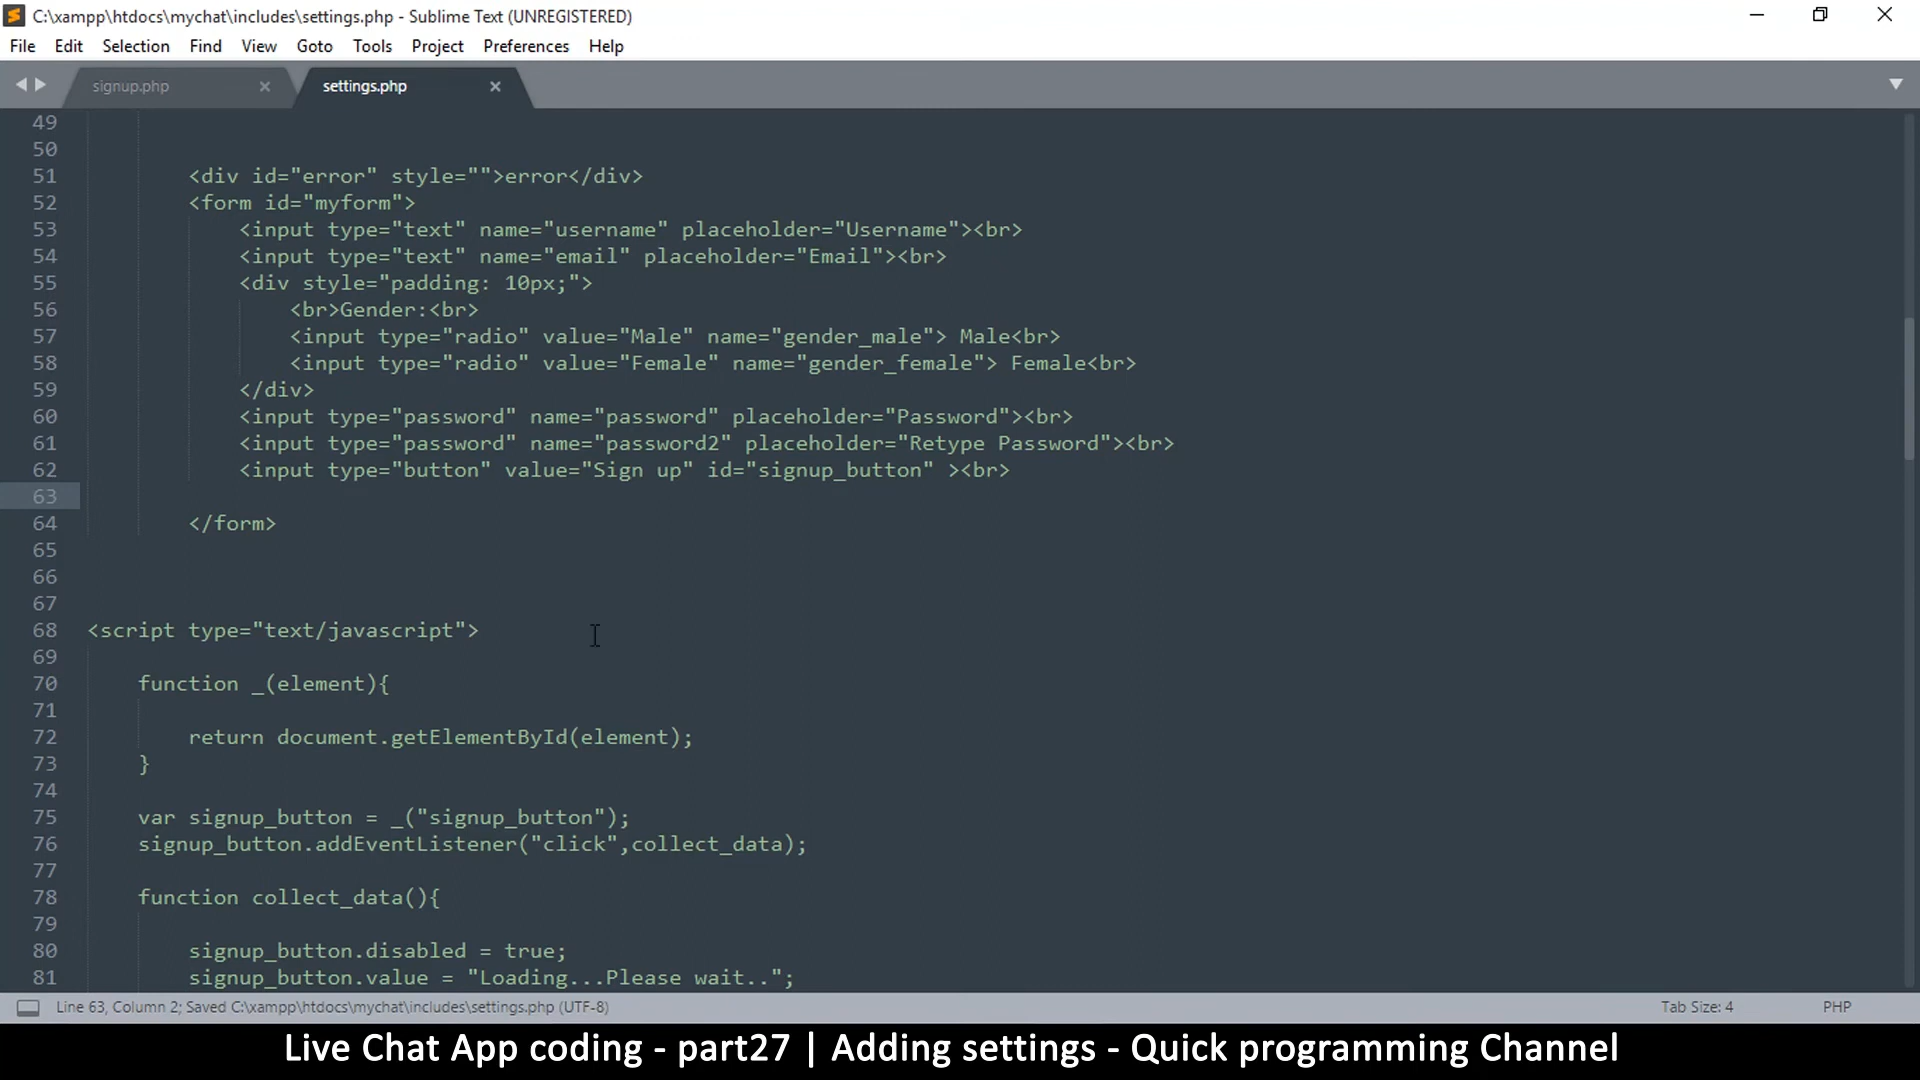 C:\xampp\htdocs\mychat\includes\settings.php - Sublime Text (UNREGISTERED)
File Edit Selection Find View Goto Tools Project Preferences Help
signup.php settings.php
49
50
51 <div id="error" style="">error</div>
52 <form id="myform">
53 <input type="text" name="username" placeholder="Username"><br>
54 <input type="text" name="email" placeholder="Email"><br>
55 <div style="padding: 10px;">
56 <br>Gender:<br>
57 <input type="radio" value="Male" name="gender_male"> Male<br>
58 <input type="radio" value="Female" name="gender_female"> Female<br>
59 </div>
60 <input type="password" name="password" placeholder="Password"><br>
61 <input type="password" name="password2" placeholder="Retype Password"><br>
62 <input type="button" value="Sign up" id="signup_button" ><br>
63
64 </form>
65
66
67
68 <script type="text/javascript">
69
70 function _(element){
71
72 return document.getElementById(element);
73 }
74
75 var signup_button = _("signup_button");
76 signup_button.addEventListener("click",collect_data);
77
78 function collect_data(){
79
80 signup_button.disabled = true;
81 signup_button.value = "Loading...Please wait..";
Line 63, Column 2; Saved C:\xampp\htdocs\mychat\includes\settings.php (UTF-8) Tab Size: 4 PHP
Live Chat App coding - part27 | Adding settings - Quick programming Channel